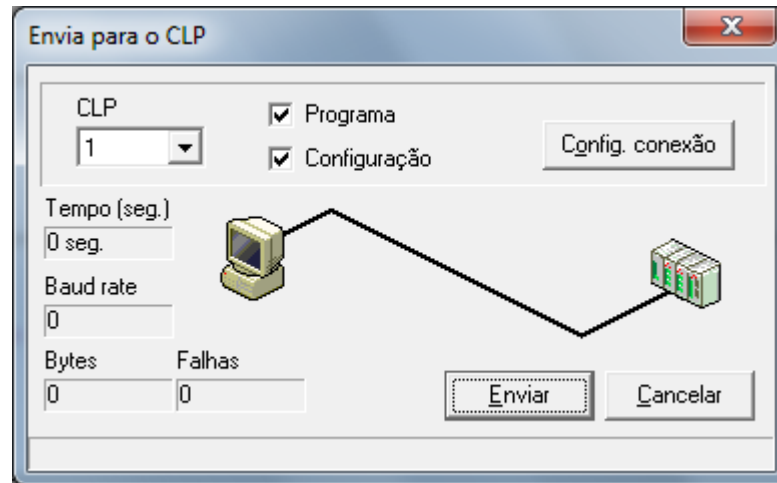 Envia para o CLP
CLP
1
Programa
Configuração
Config. conexão
Tempo (seg.)
0 seg.
Baud rate
0
Bytes
Falhas
0
0
Enviar
Cancelar